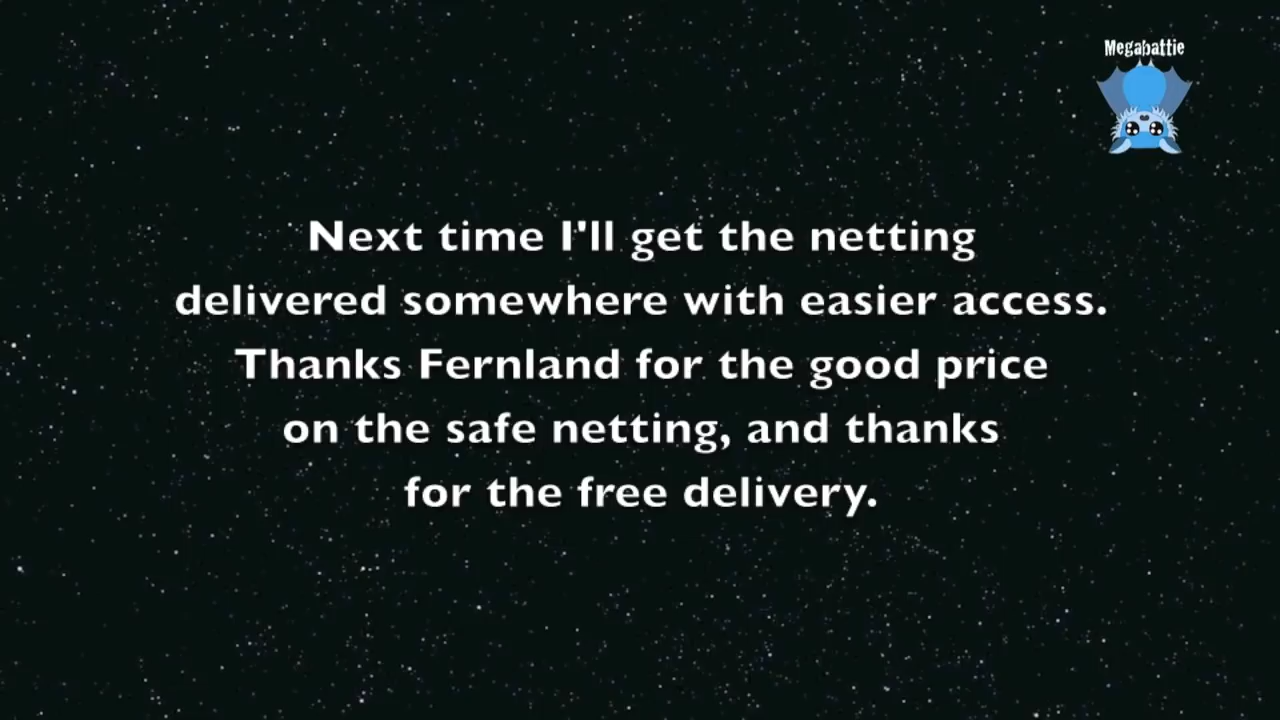 Megabattie
Next time I'll get the netting
delivered somewhere with easier access.
Thanks Fernland for the good price
on the safe netting, and thanks
for the free delivery.